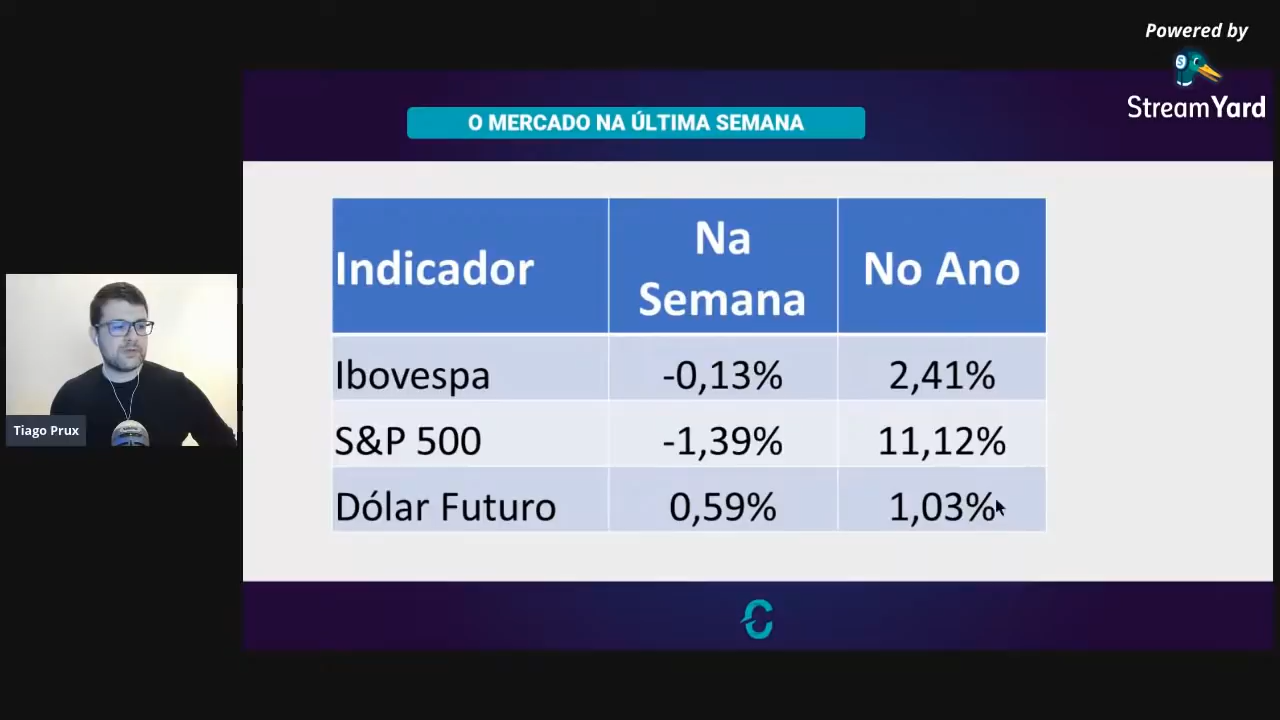 Powered by
StreamYard
O MERCADO NA ÚLTIMA SEMANA
Indicador
Na
Semana
No Ano
Ibovespa
-0,13%
2,41%
S&P 500
-1,39%
11,12%
Dólar Futuro
0,59%
1,03%
Tiago Prux